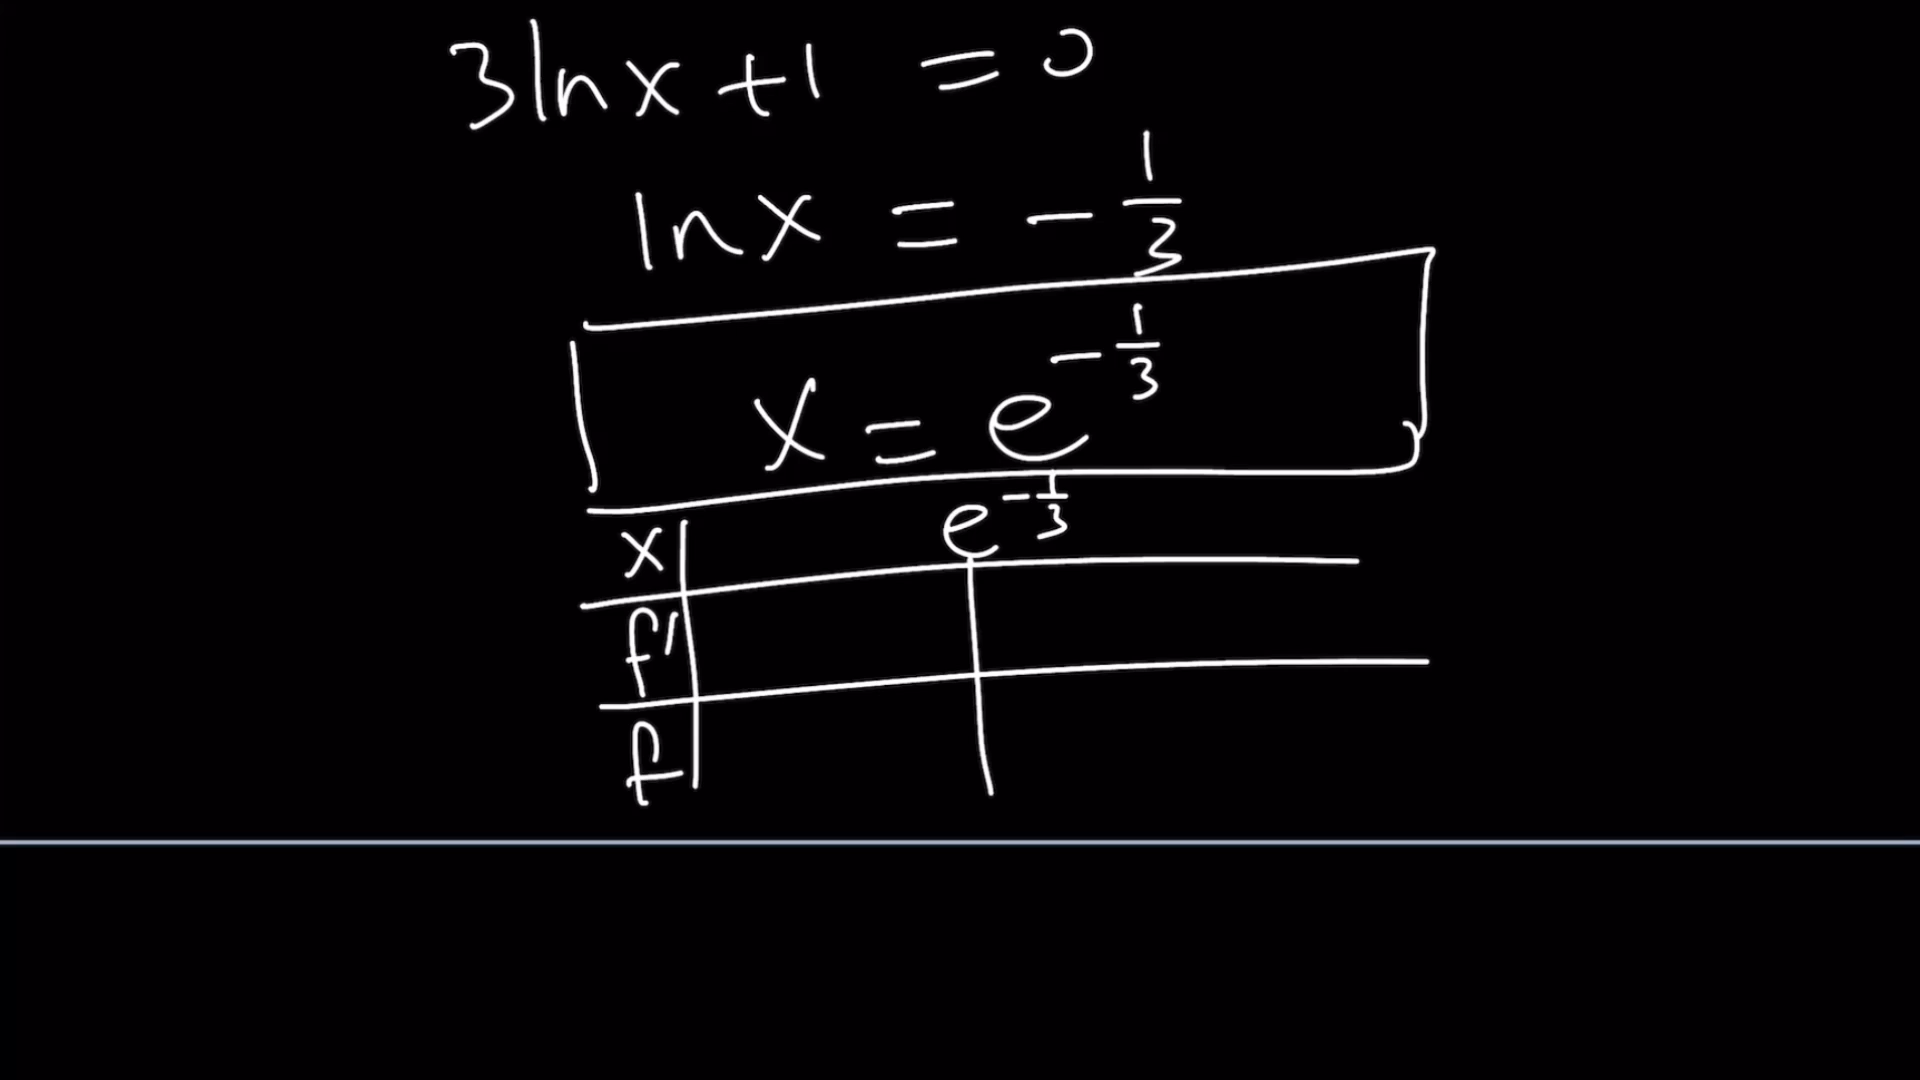 3lnx + 1 = 0
lnx = - 1/3
x = e^(-1/3)
x | e^(-1/3)
f'
f